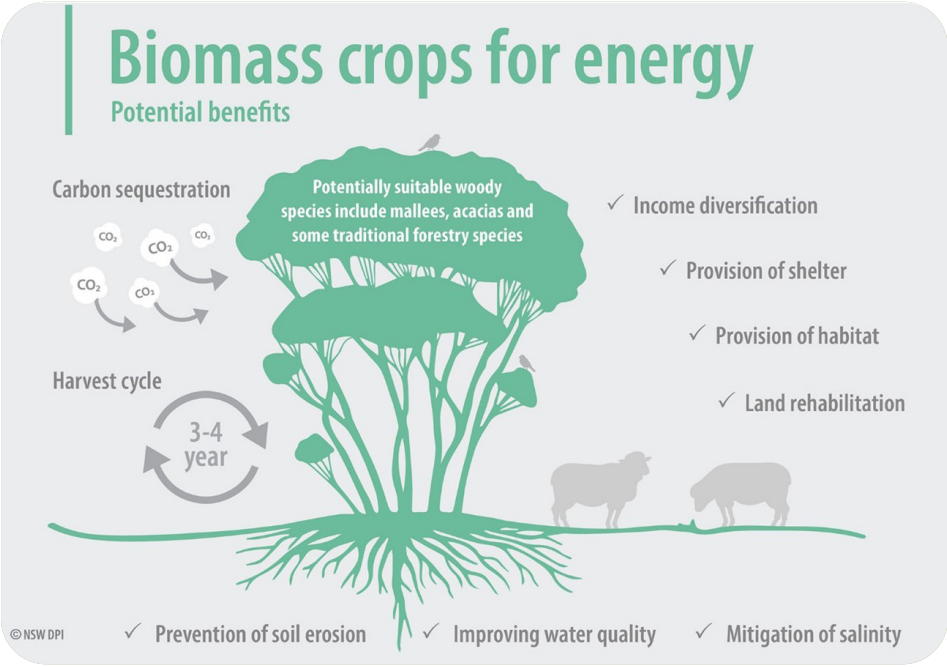 Biomass crops for energy
Potential benefits
Carbon sequestration
CO₂
CO₂
CO₂
CO₂
CO₂
Potentially suitable woody
species include mallees, acacias and
some traditional forestry species
✓ Income diversification
✓ Provision of shelter
✓ Provision of habitat
✓ Land rehabilitation
Harvest cycle
3-4
year
© NSW DPI
✓ Prevention of soil erosion
✓ Improving water quality
✓ Mitigation of salinity